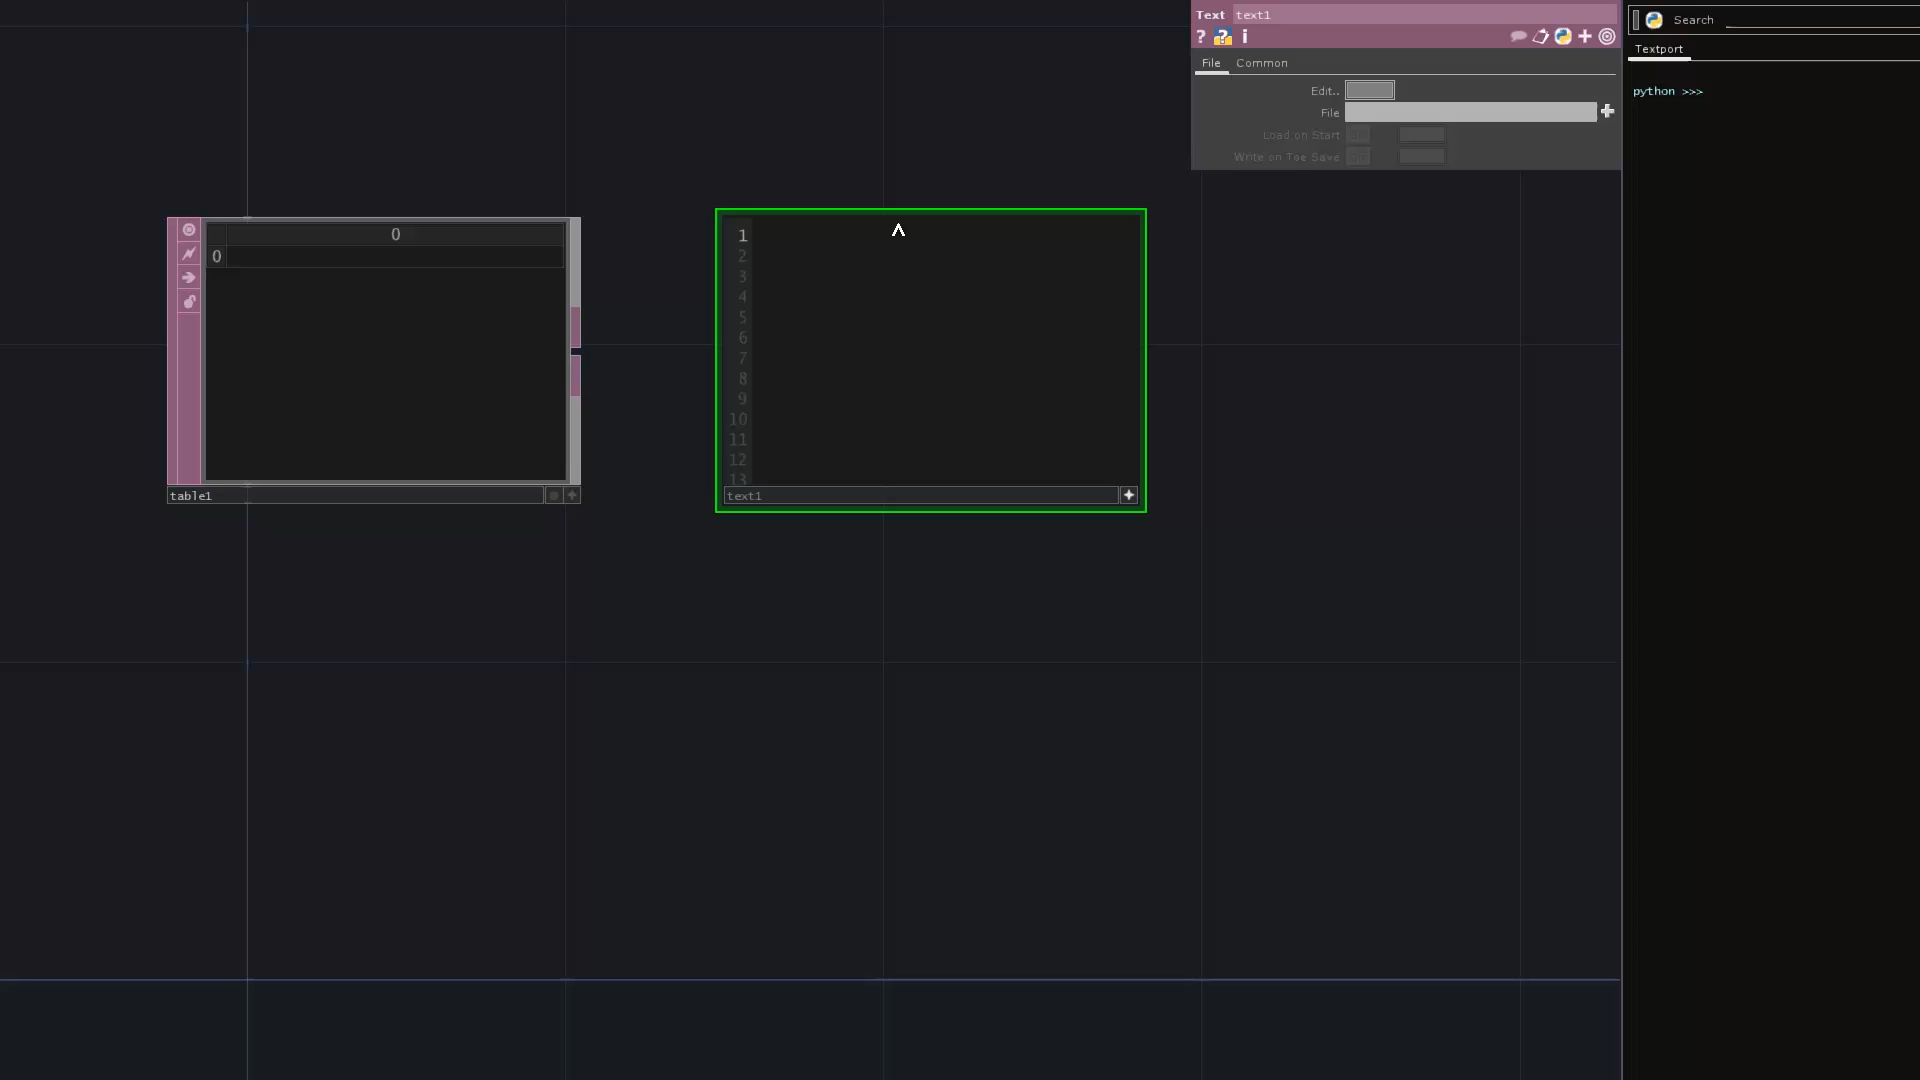 Text text1
? ? i
File Common
Edit..
File
Load on Start
Write on Toe Save
Search
Textport
python >>>
0
0
table1
1
2
3
4
5
6
7
8
9
10
11
12
13
text1